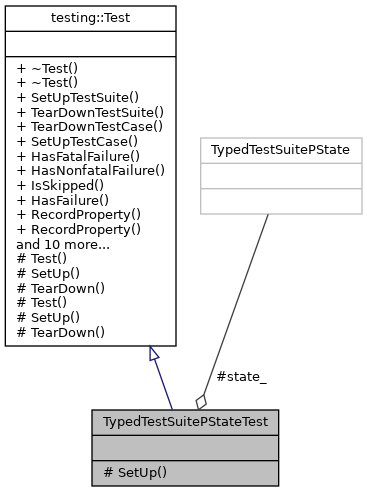 testing::Test
+ ~Test()
+ ~Test()
+ SetUpTestSuite()
+ TearDownTestSuite()
+ TearDownTestCase()
+ SetUpTestCase()
+ HasFatalFailure()
+ HasNonfatalFailure()
+ IsSkipped()
+ HasFailure()
+ RecordProperty()
+ RecordProperty()
and 10 more...
# Test()
# SetUp()
# TearDown()
# Test()
# SetUp()
# TearDown()
TypedTestSuitePState
#state_
TypedTestSuitePStateTest
# SetUp()